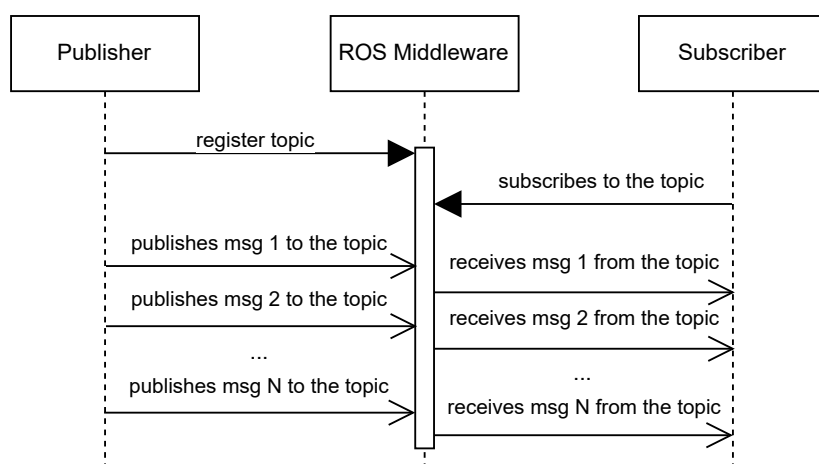 Publisher
ROS Middleware
Subscriber
register topic
subscribes to the topic
publishes msg 1 to the topic
receives msg 1 from the topic
publishes msg 2 to the topic
receives msg 2 from the topic
...
...
publishes msg N to the topic
receives msg N from the topic